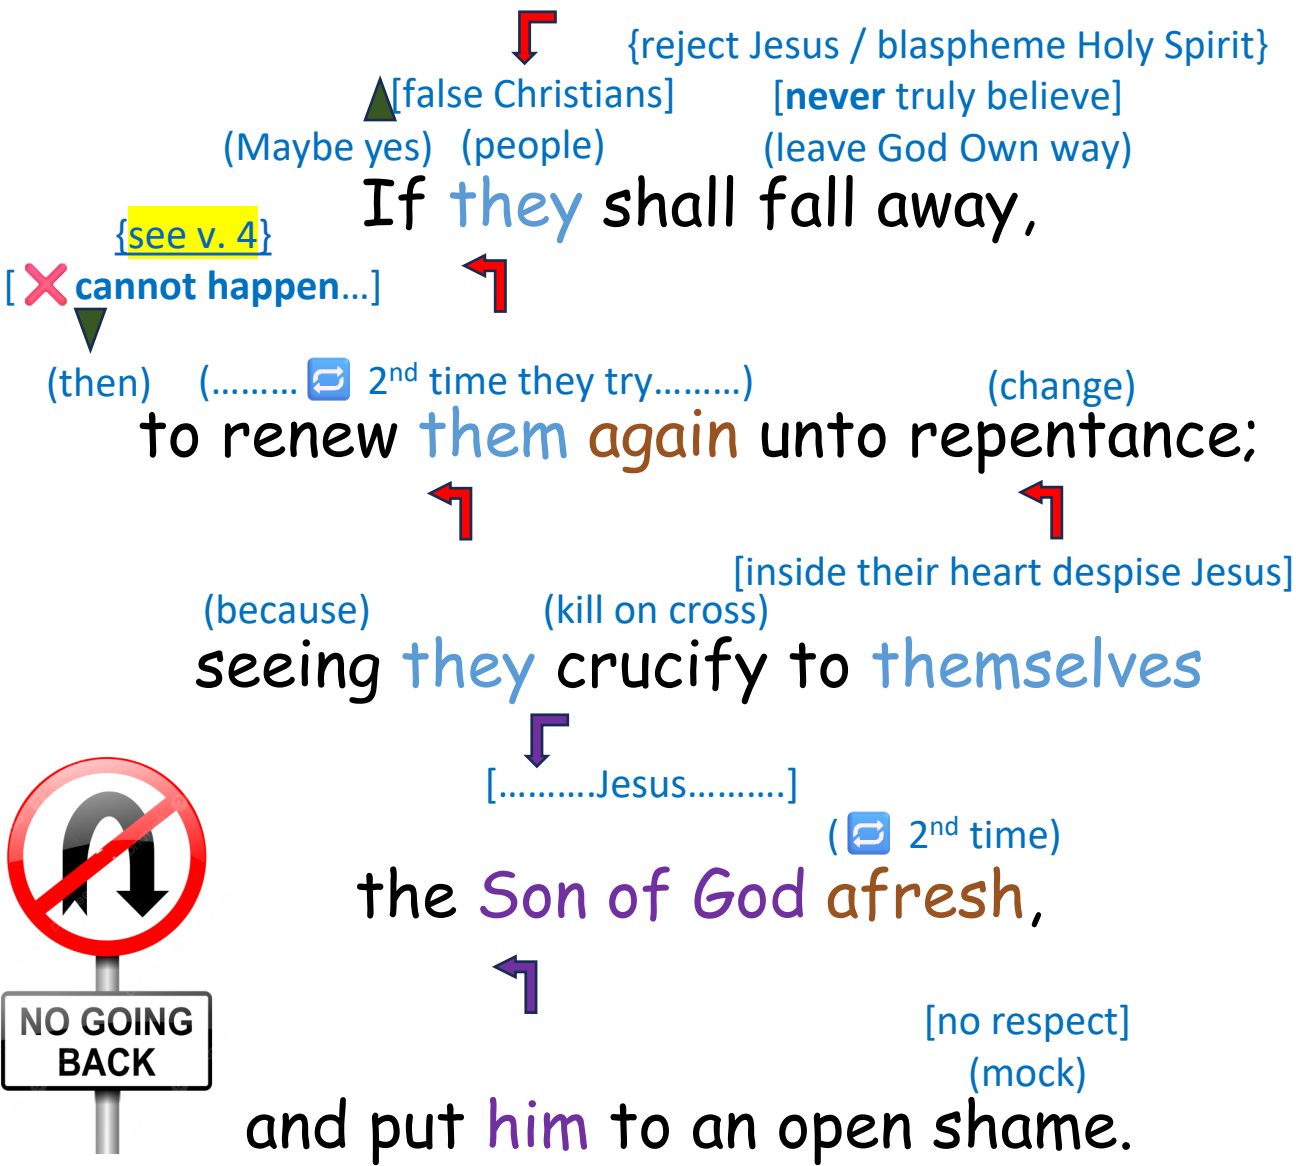 {reject Jesus / blaspheme Holy Spirit}
[false Christians] [never truly believe]
(Maybe yes) (people) (leave God Own way)
If they shall fall away,
{see v. 4}
[ ❌ cannot happen...]
(then) (......... 🔁 2nd time they try.........) (change)
to renew them again unto repentance;
[inside their heart despise Jesus]
(because) (kill on cross)
seeing they crucify to themselves
[..........Jesus..........]
( 🔁 2nd time)
the Son of God afresh,
NO GOING
BACK
[no respect]
(mock)
and put him to an open shame.